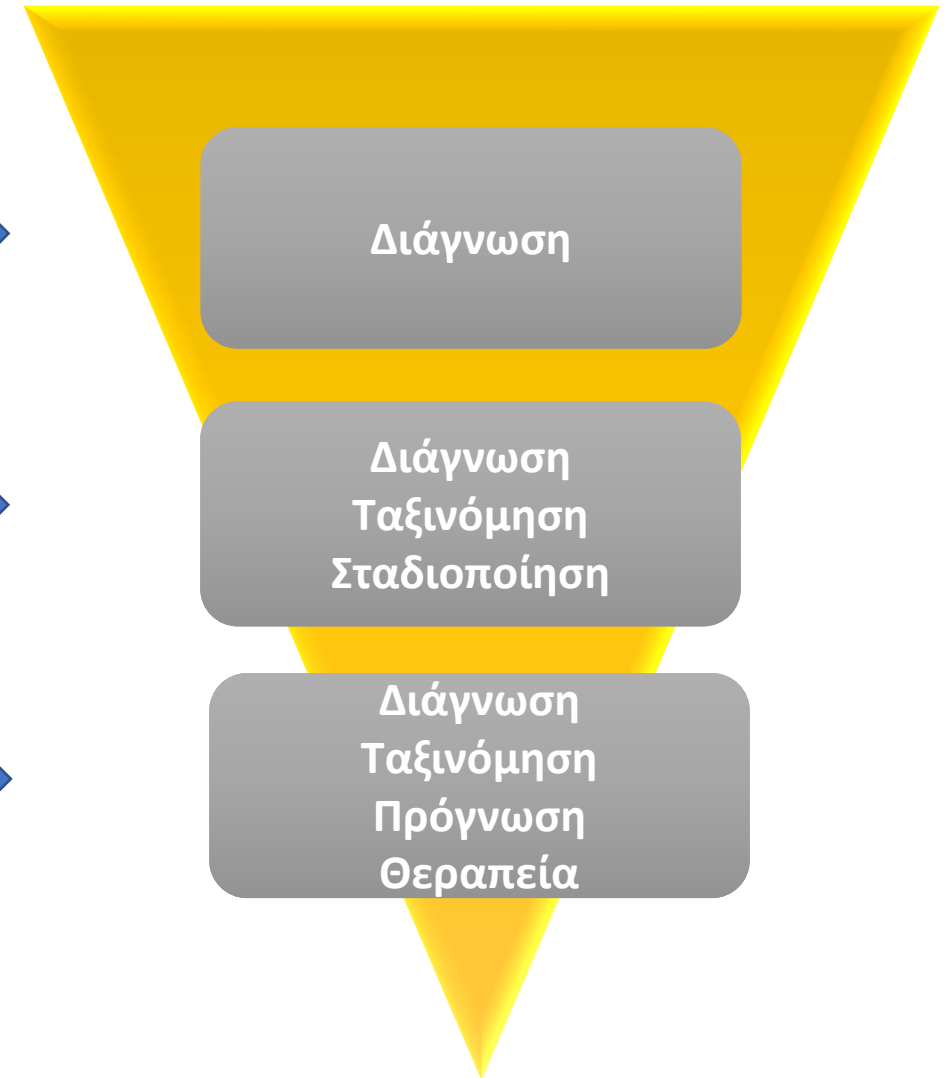 Διάγνωση
Διάγνωση
Ταξινόμηση
Σταδιοποίηση
Διάγνωση
Ταξινόμηση
Πρόγνωση
Θεραπεία